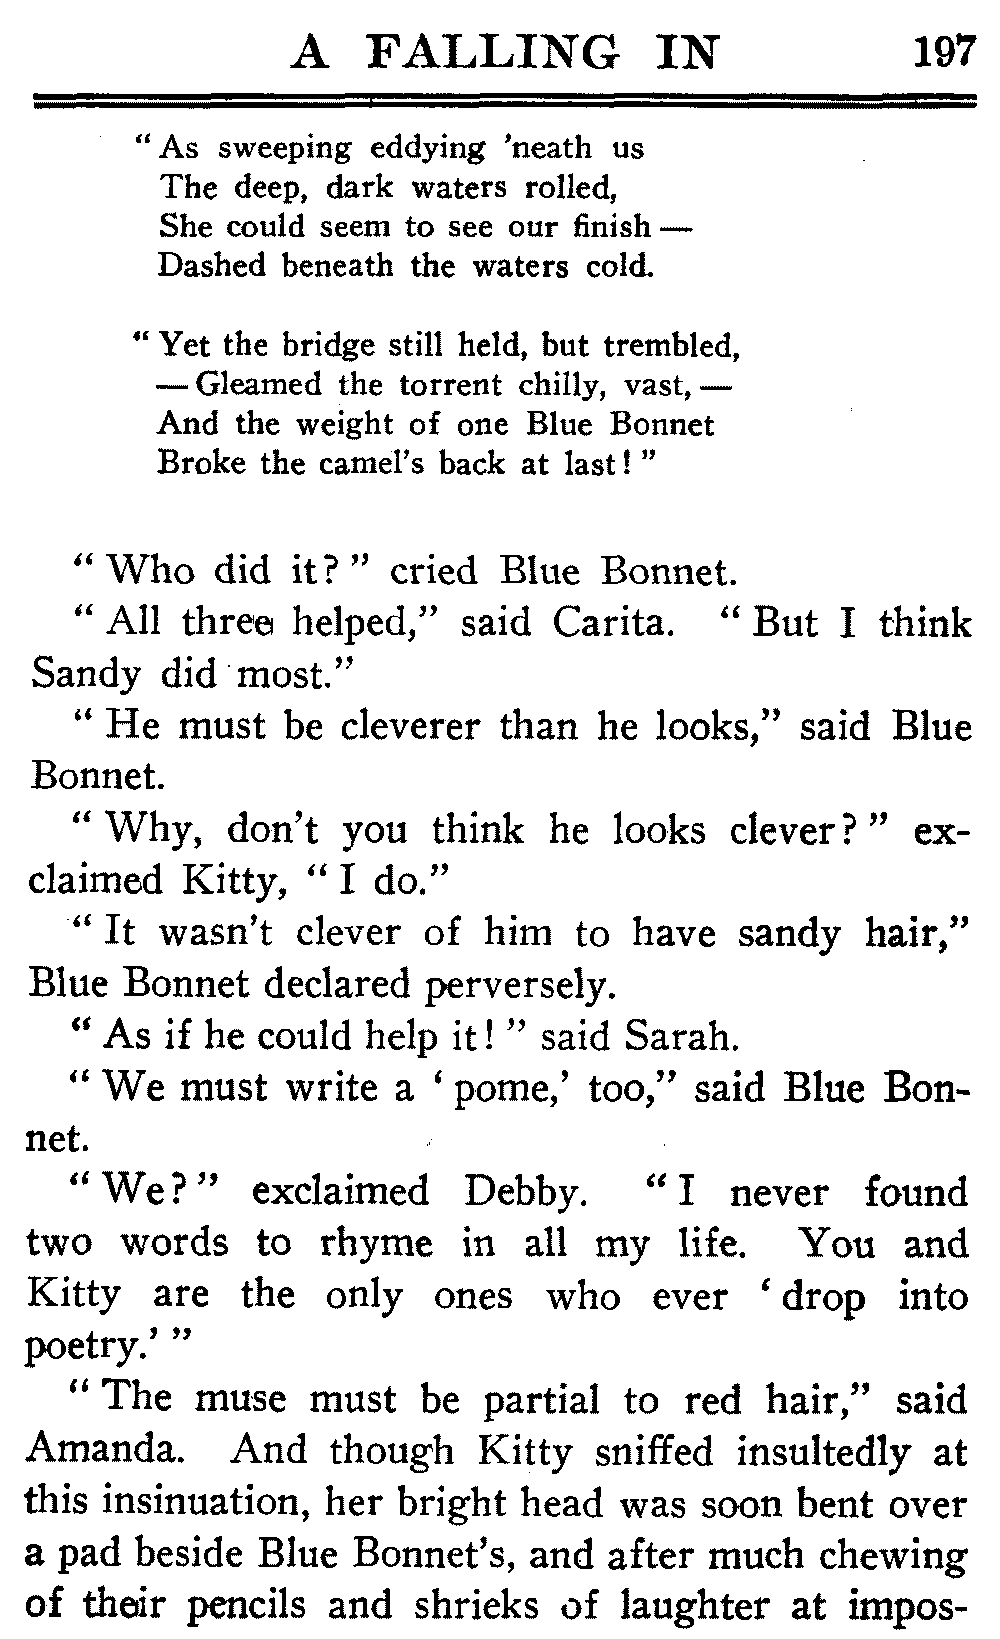 A FALLING IN 197
“ As sweeping eddying ’neath us
The deep, dark waters rolled,
She could seem to see our finish —
Dashed beneath the waters cold.
“ Yet the bridge still held, but trembled,
— Gleamed the torrent chilly, vast, —
And the weight of one Blue Bonnet
Broke the camel’s back at last! ”
“ Who did it? ” cried Blue Bonnet.
“ All three helped,” said Carita. “ But I think
Sandy did most.”
“ He must be cleverer than he looks,” said Blue
Bonnet.
“ Why, don’t you think he looks clever? ” ex-
claimed Kitty, “ I do.”
“ It wasn’t clever of him to have sandy hair,”
Blue Bonnet declared perversely.
“ As if he could help it! ” said Sarah.
“ We must write a ‘ pome,’ too,” said Blue Bon-
net.
“ We? ” exclaimed Debby. “ I never found
two words to rhyme in all my life. You and
Kitty are the only ones who ever ‘ drop into
poetry.’ ”
“ The muse must be partial to red hair,” said
Amanda. And though Kitty sniffed insultedly at
this insinuation, her bright head was soon bent over
a pad beside Blue Bonnet’s, and after much chewing
of their pencils and shrieks of laughter at impos-